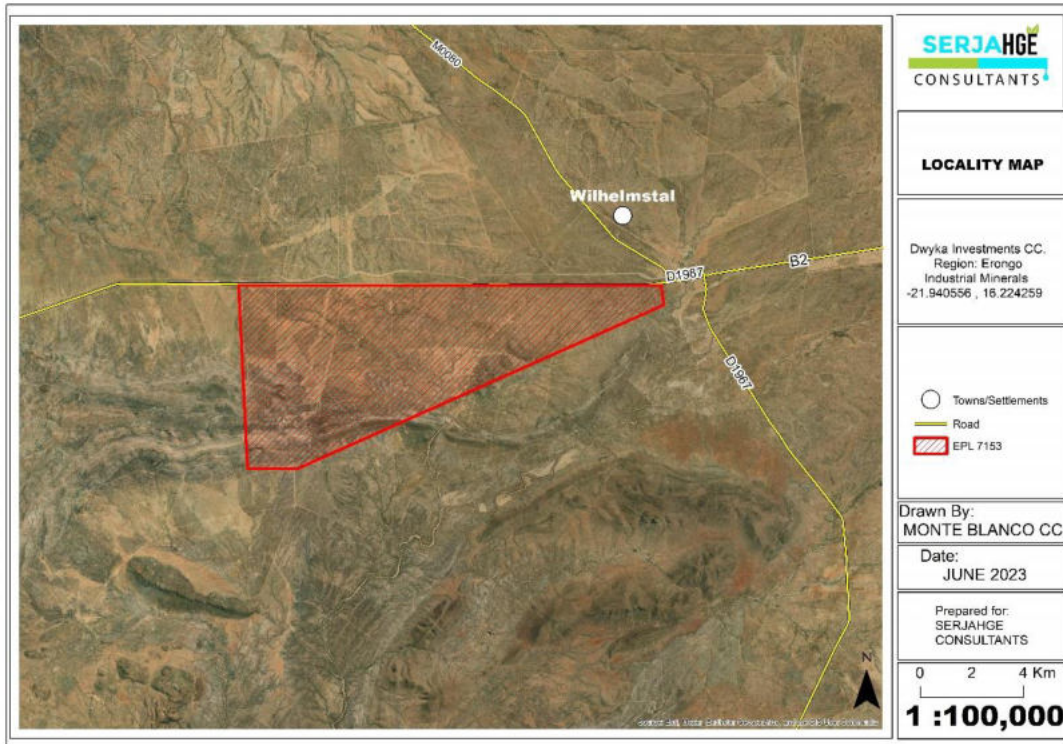 M0080
Wilhelmstal
D1987
B2
D1967
N
SERJAHGE
CONSULTANTS
LOCALITY MAP
Dwyka Investments CC.
Region: Erongo
Industrial Minerals
-21.940556 , 16.224259
Towns/Settlements
Road
EPL 7153
Drawn By:
MONTE BLANCO CC
Date:
JUNE 2023
Prepared for:
SERJAHGE
CONSULTANTS
0 2 4 Km
1 :100,000